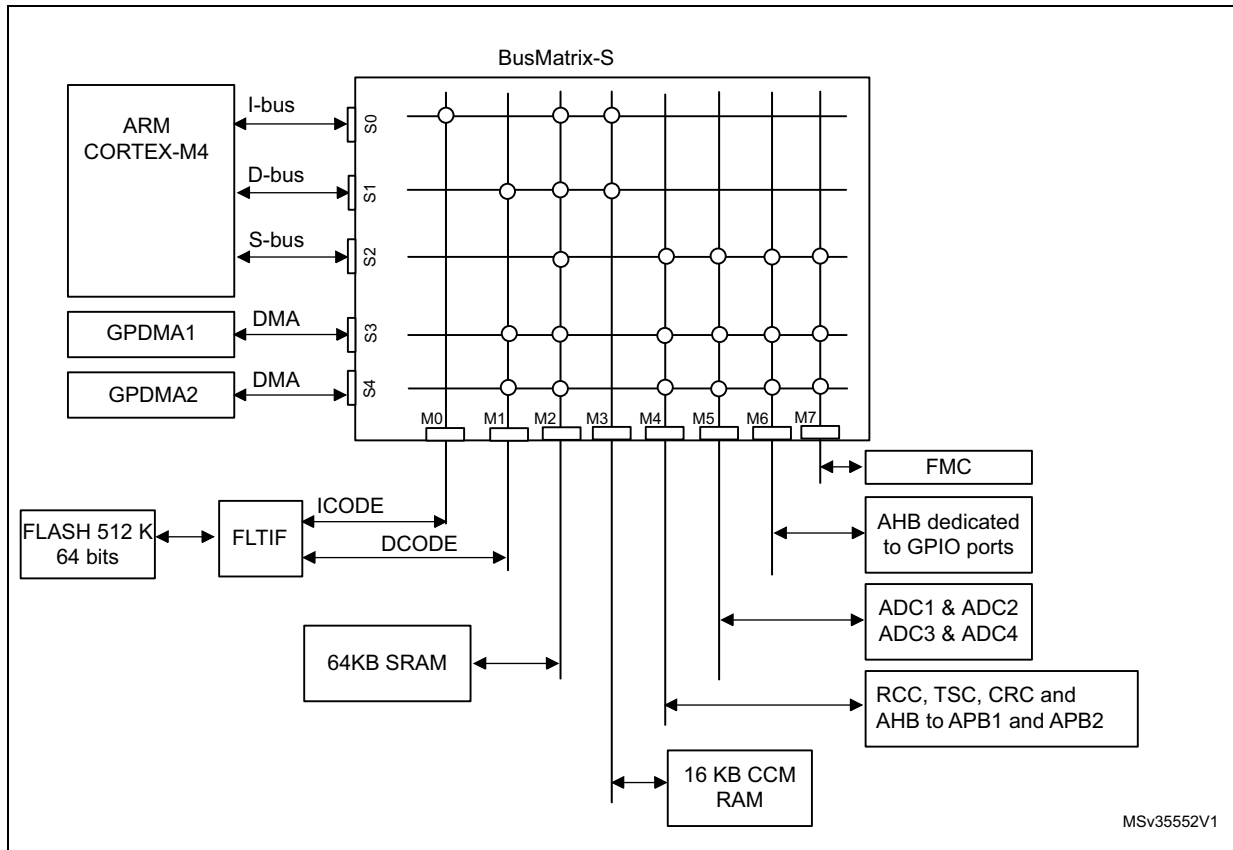 BusMatrix-S
ARM
CORTEX-M4
I-bus
S0
D-bus
S1
S-bus
S2
GPDMA1
DMA
S3
GPDMA2
DMA
S4
M0
M1
M2
M3
M4
M5
M6
M7
FMC
FLASH 512 K
64 bits
FLTIF
ICODE
DCODE
AHB dedicated
to GPIO ports
ADC1 & ADC2
ADC3 & ADC4
64KB SRAM
RCC, TSC, CRC and
AHB to APB1 and APB2
16 KB CCM
RAM
MSv35552V1